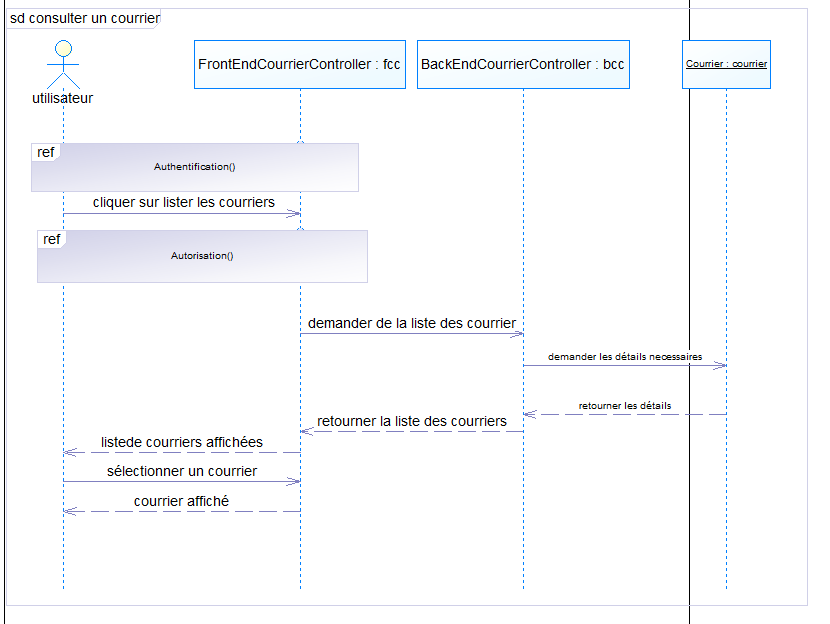 sd consulter un courrier
utilisateur
FrontEndCourrierController : fcc
BackEndCourrierController : bcc
Courrier : courrier
ref
Authentification()
cliquer sur lister les courriers
ref
Autorisation()
demander de la liste des courrier
demander les détails necessaires
retourner les détails
retourner la liste des courriers
listede courriers affichées
sélectionner un courrier
courrier affiché